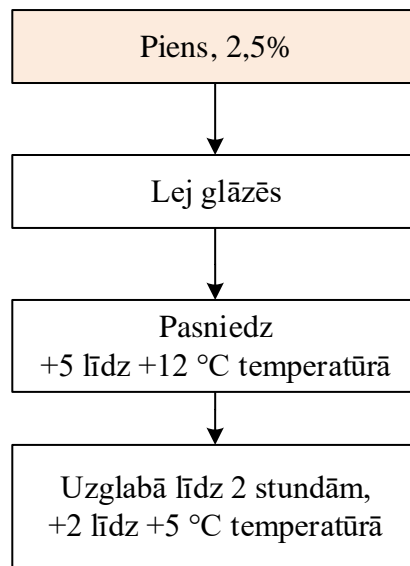 Piens, 2,5%
Lej glāzēs
Pasniedz
+5 līdz +12 °C temperatūrā
Uzglabā līdz 2 stundām,
+2 līdz +5 °C temperatūrā